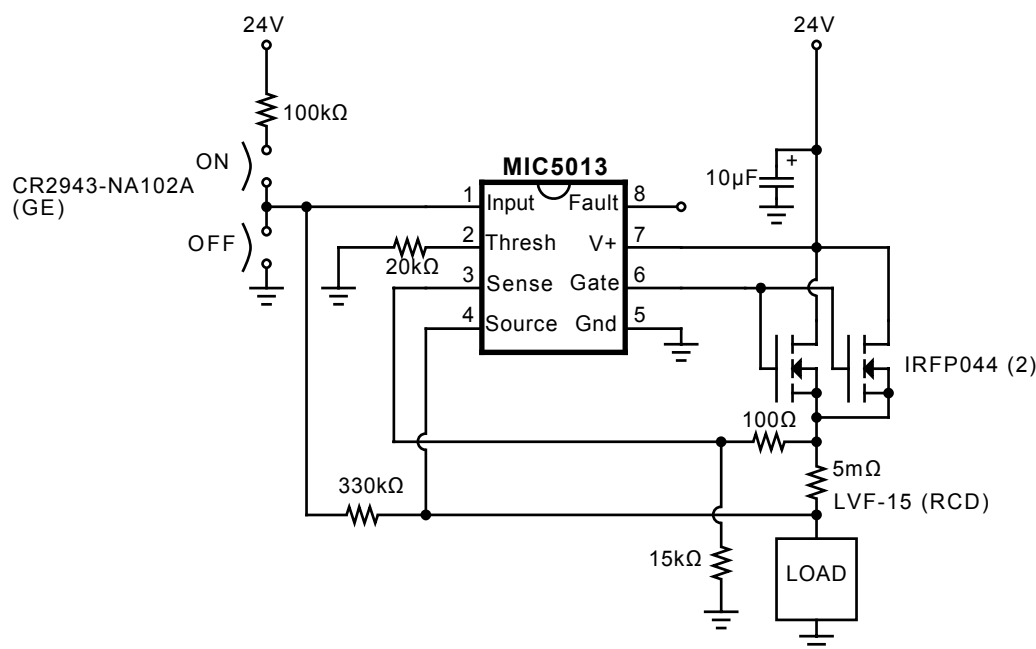 24V
24V
100kΩ
ON
CR2943-NA102A
(GE)
OFF
MIC5013
10µF
+
1 Input Fault 8
2 Thresh V+ 7
3 Sense Gate 6
4 Source Gnd 5
20kΩ
IRFP044 (2)
100Ω
5mΩ
LVF-15 (RCD)
330kΩ
15kΩ
LOAD